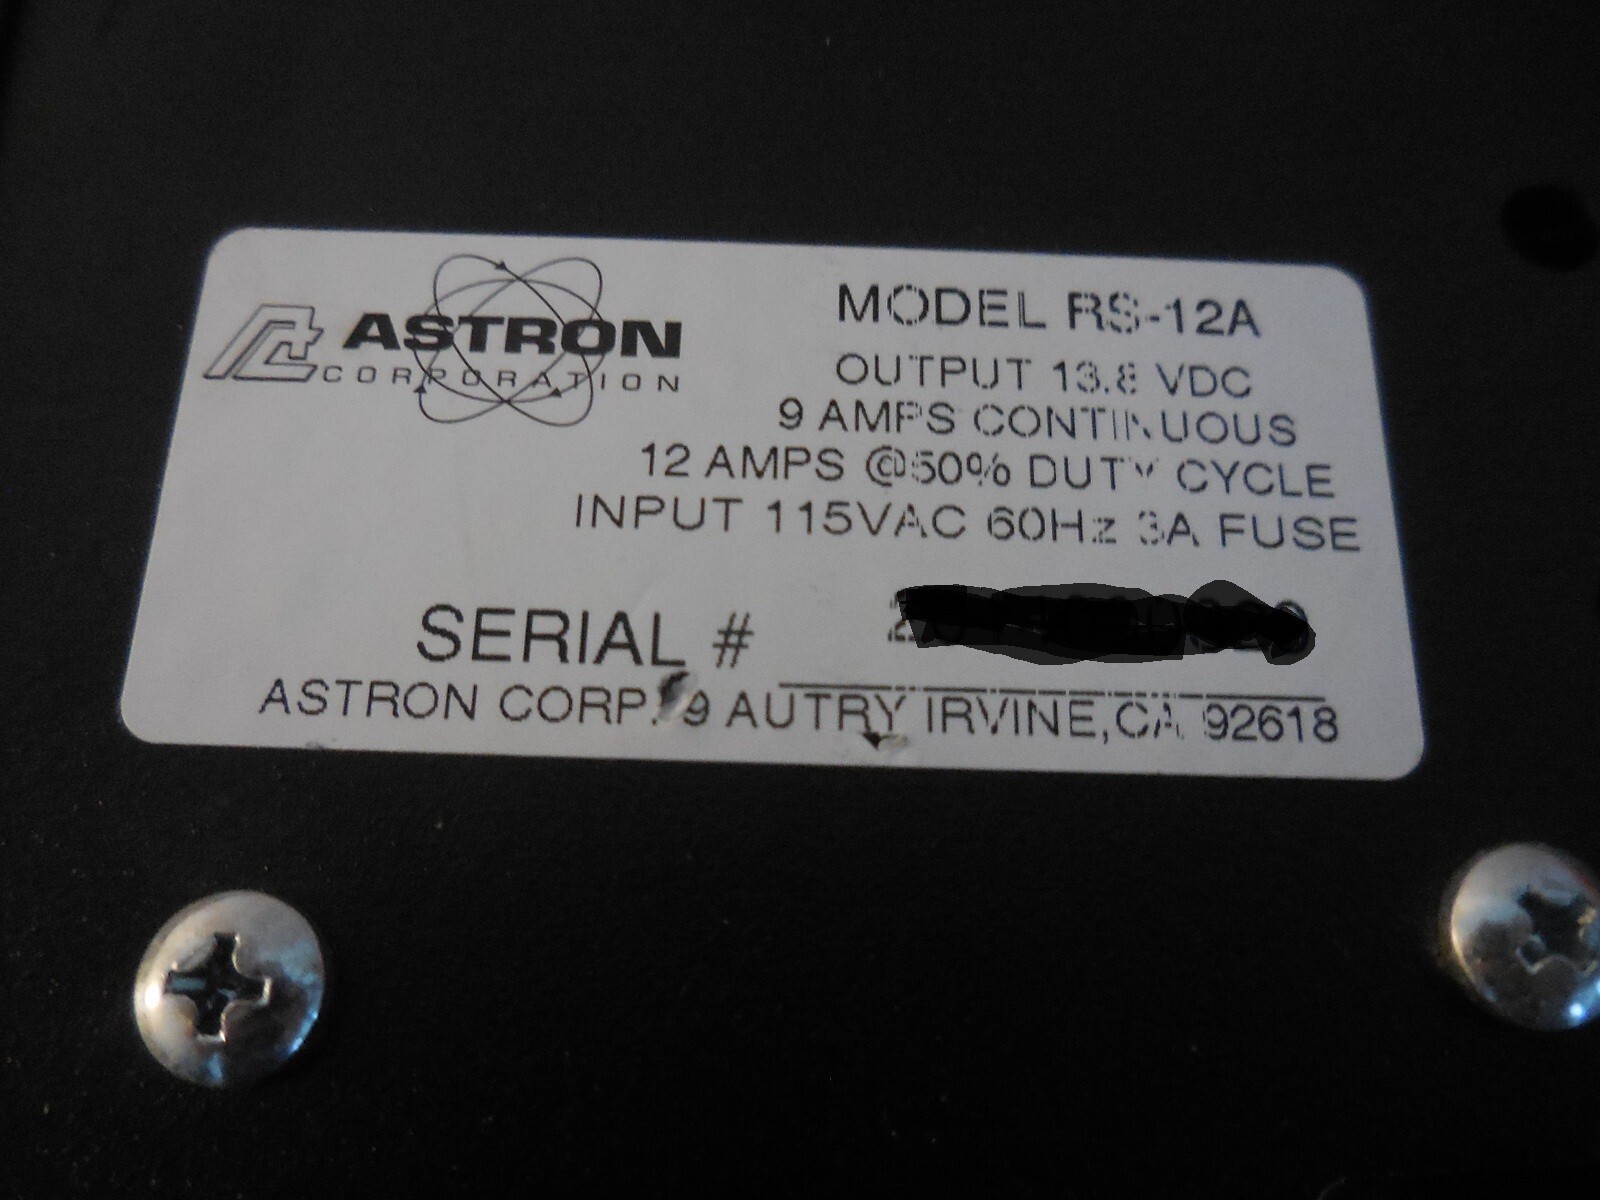 ASTRON
CORPORATION
MODEL RS-12A
OUTPUT 13.8 VDC
9 AMPS CONTINUOUS
12 AMPS @50% DUTY CYCLE
INPUT 115VAC 60Hz 3A FUSE
SERIAL #
ASTRON CORP. 9 AUTRY IRVINE,CA 92618